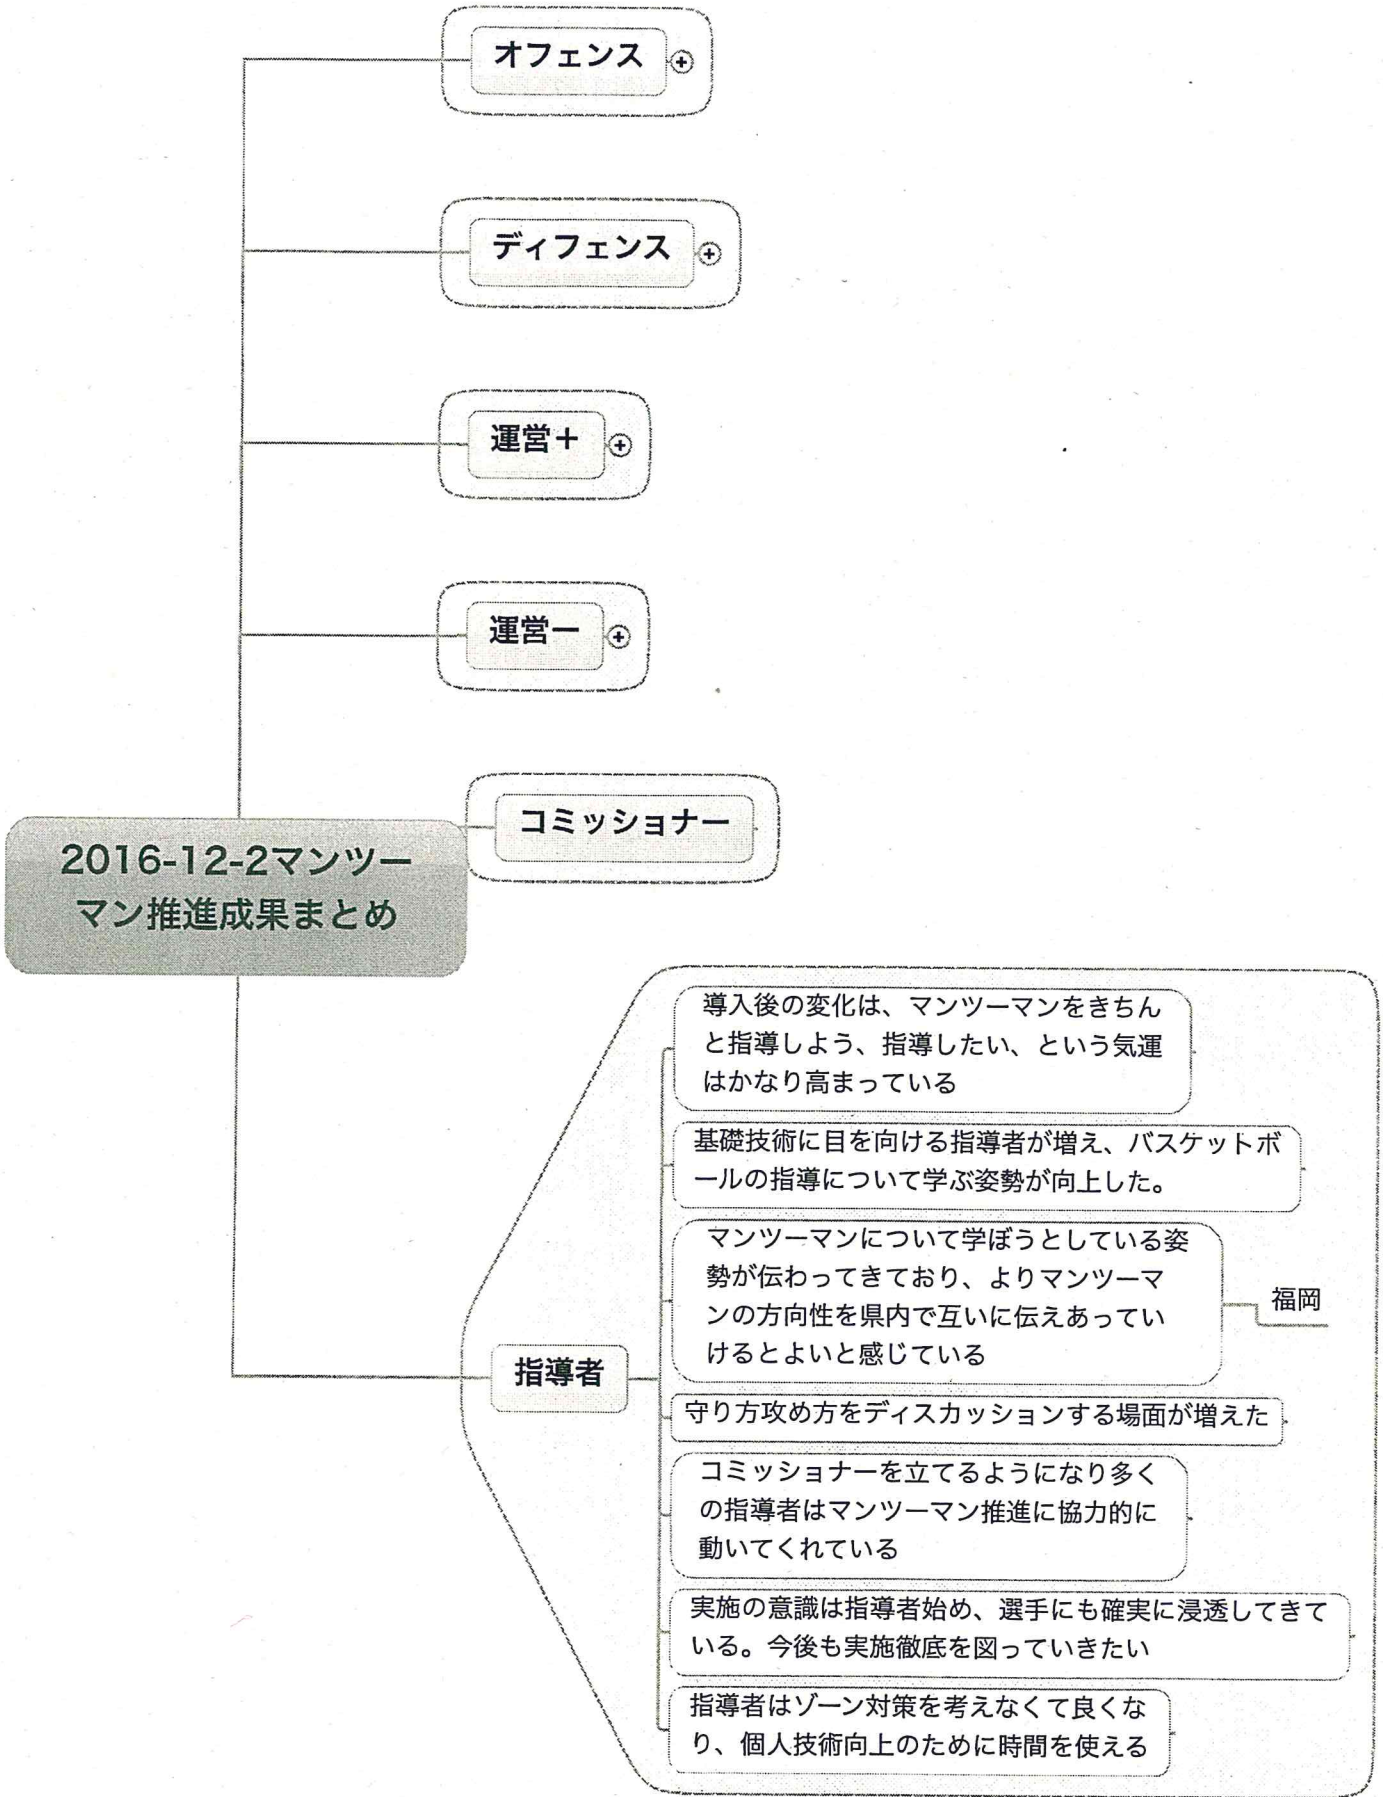 オフェンス
ディフェンス
運営＋
運営ー
コミッショナー
2016-12-2マンツー
マン推進成果まとめ
指導者
導入後の変化は、マンツーマンをきちん
と指導しよう、指導したい、という気運
はかなり高まっている
基礎技術に目を向ける指導者が増え、バスケットボ
ールの指導について学ぶ姿勢が向上した。
マンツーマンについて学ぼうとしている姿
勢が伝わってきており、よりマンツーマ
ンの方向性を県内で互いに伝えあってい
けるとよいと感じている
福岡
守り方攻め方をディスカッションする場面が増えた
コミッショナーを立てるようになり多く
の指導者はマンツーマン推進に協力的に
動いてくれている
実施の意識は指導者始め、選手にも確実に浸透してきて
いる。今後も実施徹底を図っていきたい
指導者はゾーン対策を考えなくて良くな
り、個人技術向上のために時間を使える